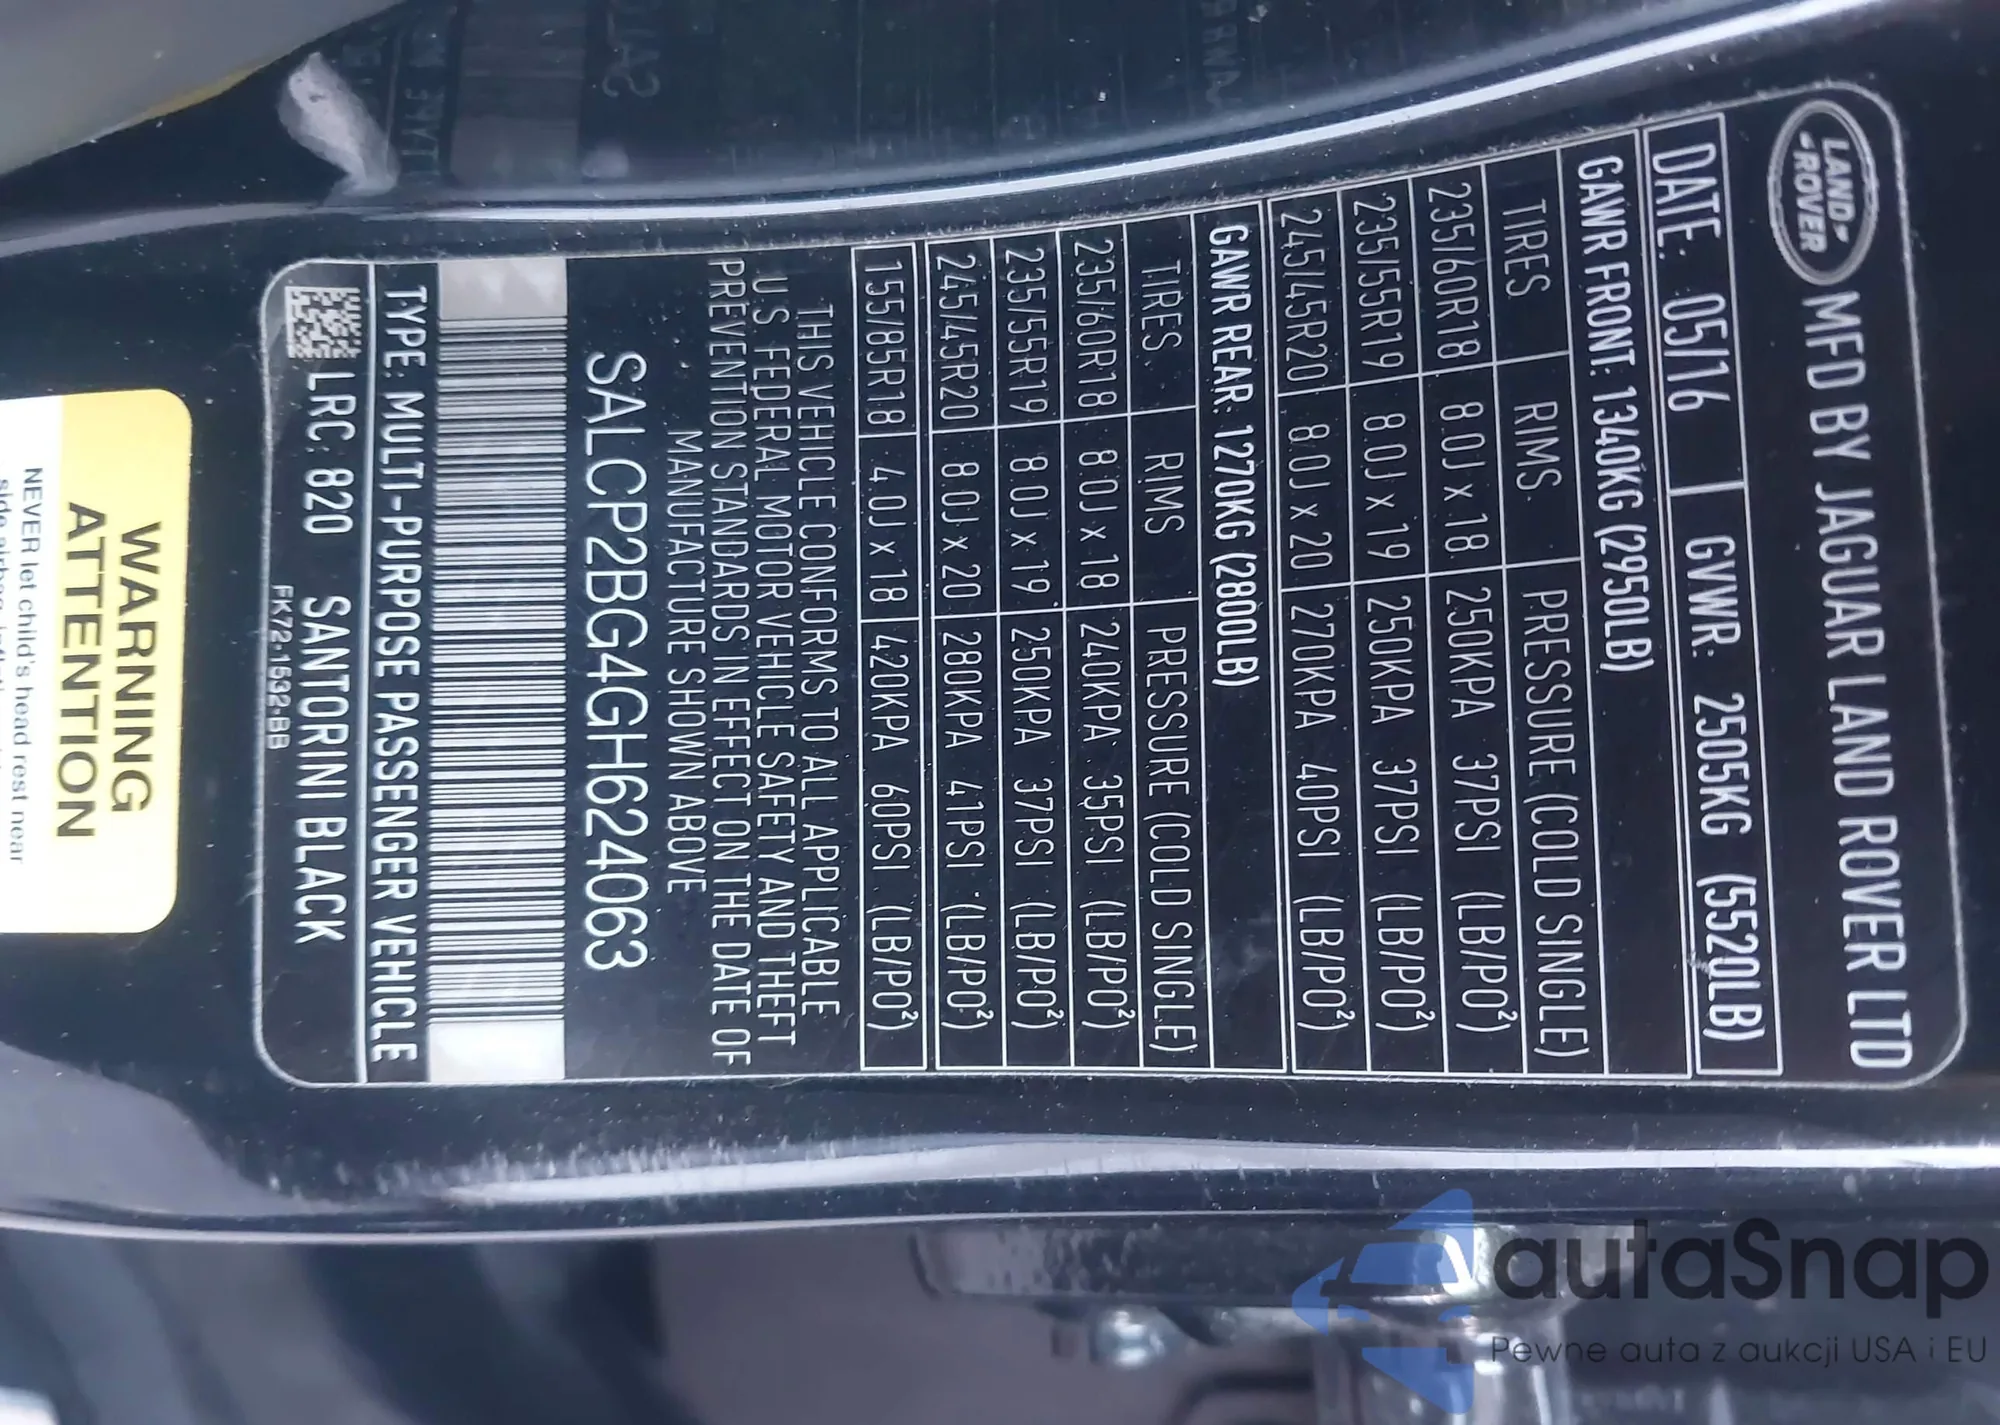 LAND ROVER MFD BY JAGUAR LAND ROVER LTD
DATE: 05/16 GVWR: 2505KG (5520LB)
GAWR FRONT: 1340KG (2950LB)
TIRES RIMS PRESSURE (COLD SINGLE)
235/60R18 8.0J x 18 250KPA 37PSI (LB/PO²)
235/55R19 8.0J x 19 250KPA 37PSI (LB/PO²)
245/45R20 8.0J x 20 270KPA 40PSI (LB/PO²)
GAWR REAR: 1270KG (2800LB)
TIRES RIMS PRESSURE (COLD SINGLE)
235/60R18 8.0J x 18 240KPA 35PSI (LB/PO²)
235/55R19 8.0J x 19 250KPA 37PSI (LB/PO²)
245/45R20 8.0J x 20 280KPA 41PSI (LB/PO²)
155/85R18 4.0J x 18 420KPA 60PSI (LB/PO²)
THIS VEHICLE CONFORMS TO ALL APPLICABLE
U.S FEDERAL MOTOR VEHICLE SAFETY AND THEFT
PREVENTION STANDARDS IN EFFECT ON THE DATE OF
MANUFACTURE SHOWN ABOVE
SALCP2BG4GH624063
TYPE: MULTI-PURPOSE PASSENGER VEHICLE
LRC: 820 SANTORINI BLACK
FK72-1532-BB
WARNING
ATTENTION
NEVER let child's head rest near
autaSnap
Pewne auta z aukcji USA i EU